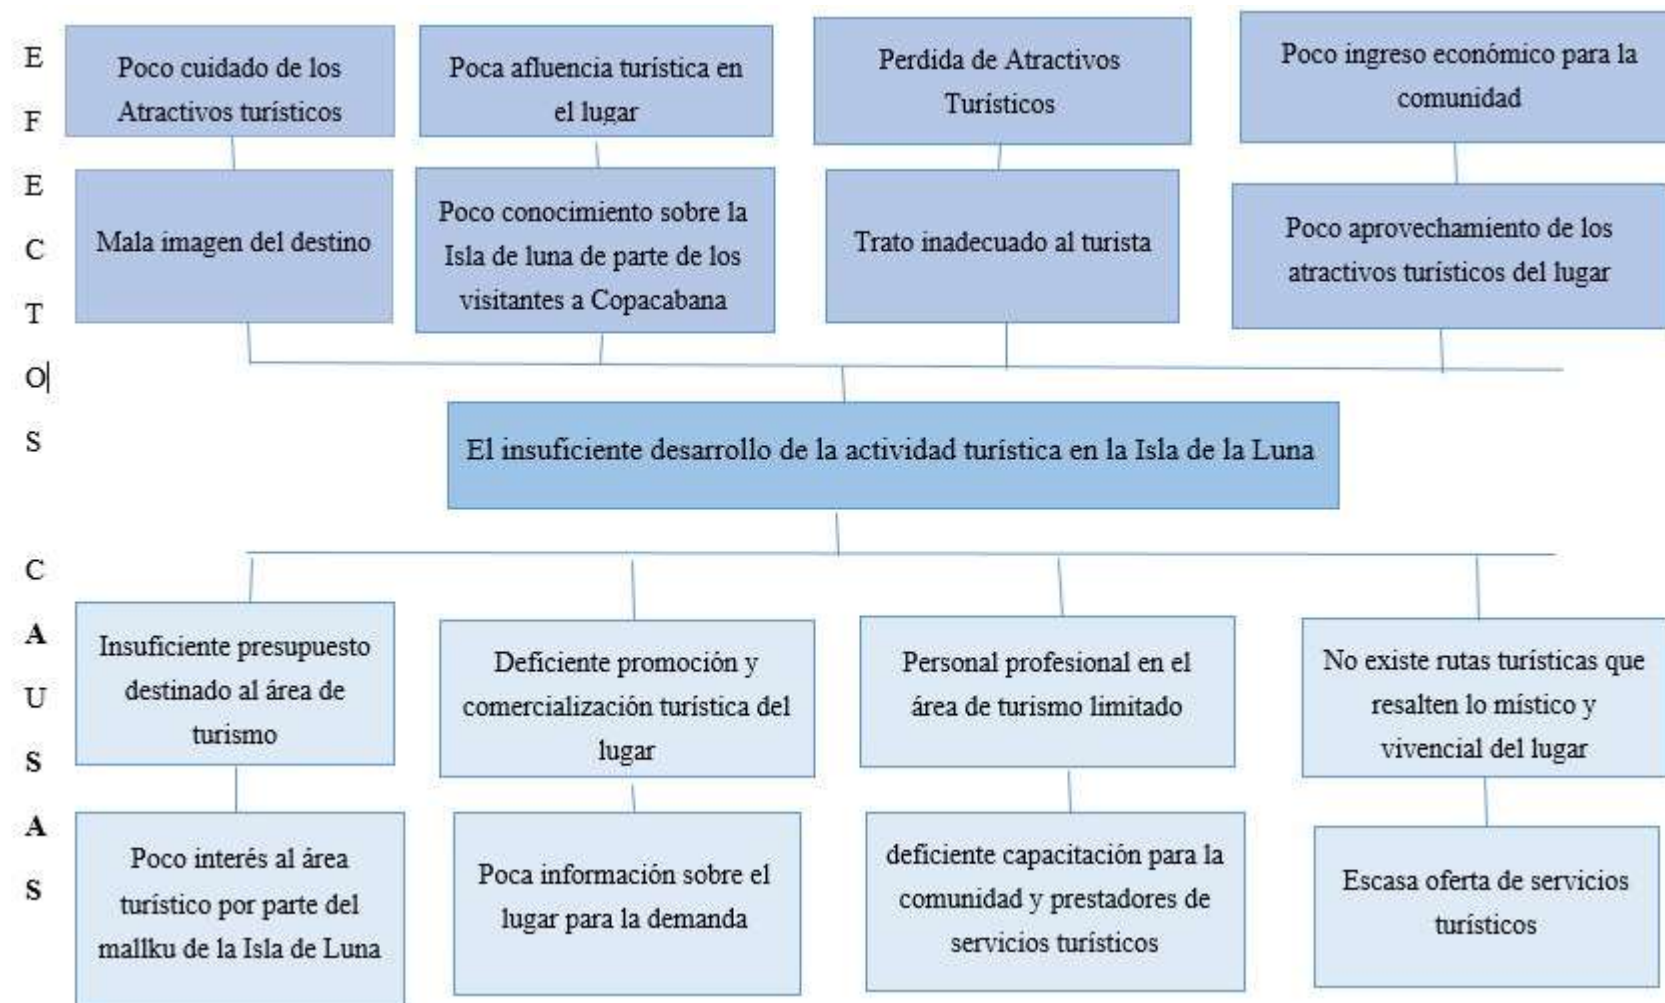 E
F
E
C
T
O
S
Poco cuidado de los
Atractivos turísticos
Poca afluencia turística en
el lugar
Perdida de Atractivos
Turísticos
Poco ingreso económico para la
comunidad
Mala imagen del destino
Poco conocimiento sobre la
Isla de luna de parte de los
visitantes a Copacabana
Trato inadecuado al turista
Poco aprovechamiento de los
atractivos turísticos del lugar
El insuficiente desarrollo de la actividad turística en la Isla de la Luna
C
A
U
S
A
S
Insuficiente presupuesto
destinado al área de
turismo
Deficiente promoción y
comercialización turística del
lugar
Personal profesional en el
área de turismo limitado
No existe rutas turísticas que
resalten lo místico y
vivencial del lugar
Poco interés al área
turístico por parte del
mallku de la Isla de Luna
Poca información sobre el
lugar para la demanda
deficiente capacitación para la
comunidad y prestadores de
servicios turísticos
Escasa oferta de servicios
turísticos